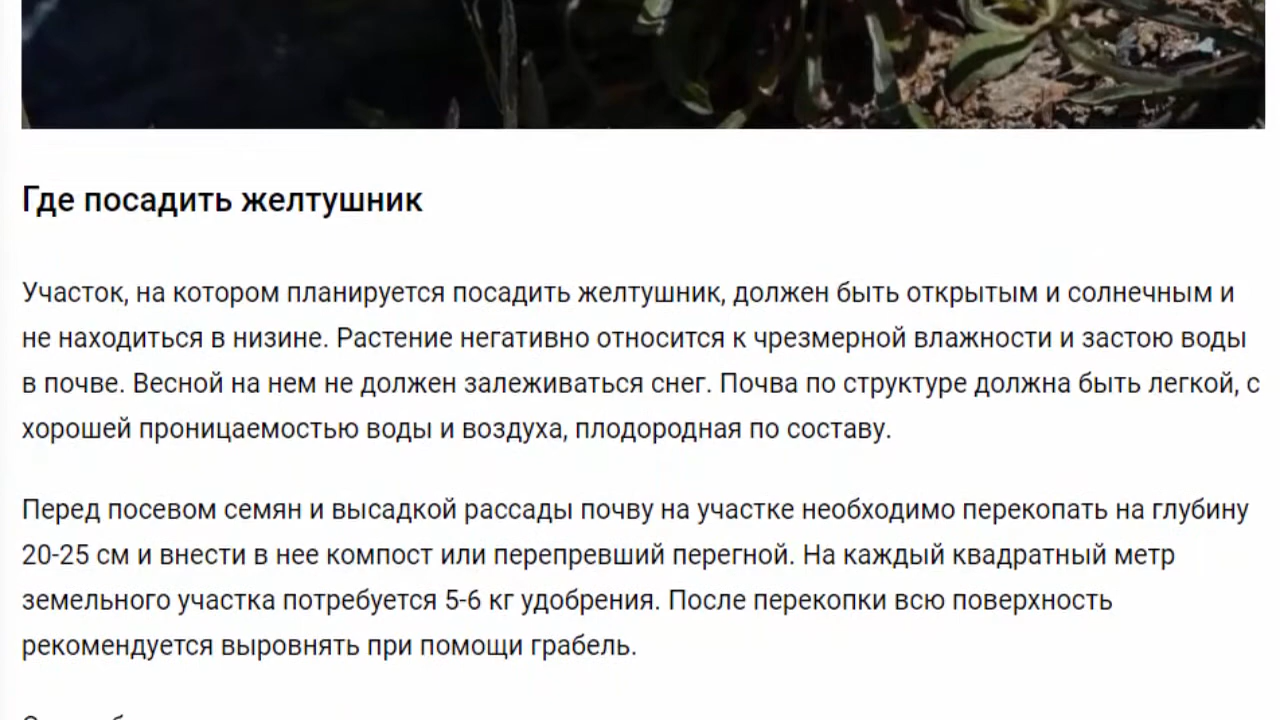 Где посадить желтушник
Участок, на котором планируется посадить желтушник, должен быть открытым и солнечным и
не находиться в низине. Растение негативно относится к чрезмерной влажности и застою воды
в почве. Весной на нем не должен залеживаться снег. Почва по структуре должна быть легкой, с
хорошей проницаемостью воды и воздуха, плодородная по составу.
Перед посевом семян и высадкой рассады почву на участке необходимо перекопать на глубину
20-25 см и внести в нее компост или перепревший перегной. На каждый квадратный метр
земельного участка потребуется 5-6 кг удобрения. После перекопки всю поверхность
рекомендуется выровнять при помощи грабель.